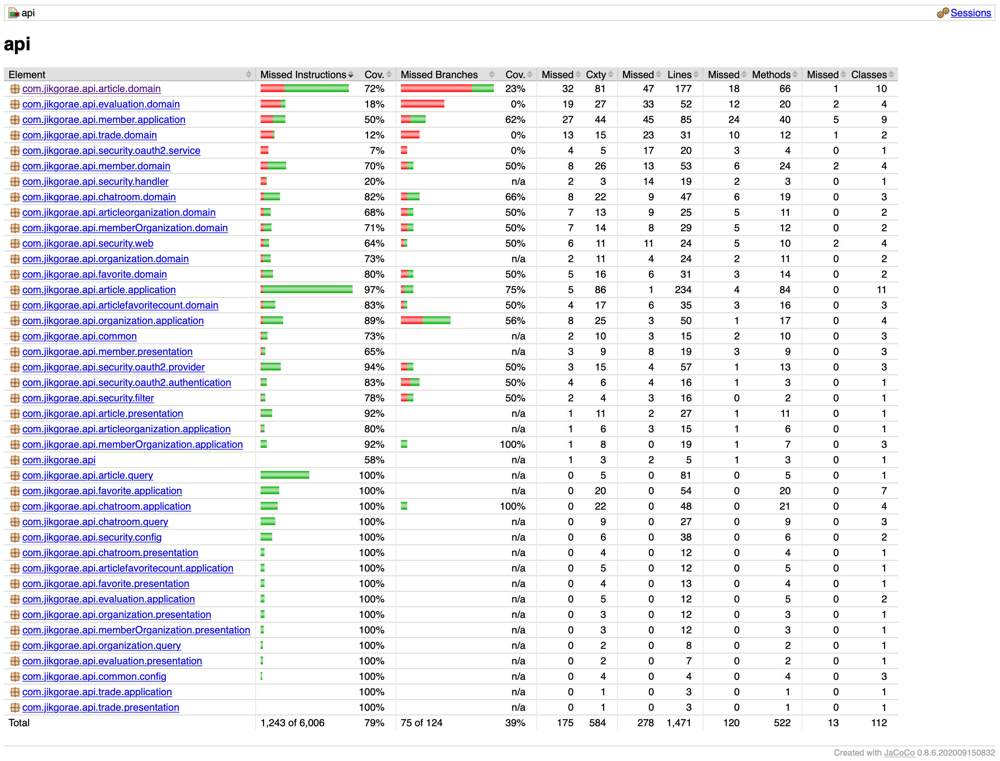 api Sessions
api
Element Missed Instructions Cov. Missed Branches Cov. Missed Cxty Missed Lines Missed Methods Missed Classes
com.jikgorae.api.article.domain 72% 23% 32 81 47 177 18 66 1 10
com.jikgorae.api.evaluation.domain 18% 0% 19 27 33 52 12 20 2 4
com.jikgorae.api.member.application 50% 62% 27 44 45 85 24 40 5 9
com.jikgorae.api.trade.domain 12% 0% 13 15 23 31 10 12 1 2
com.jikgorae.api.security.oauth2.service 7% 0% 4 5 17 20 3 4 0 1
com.jikgorae.api.member.domain 70% 50% 8 26 13 53 6 24 2 4
com.jikgorae.api.security.handler 20% n/a 2 3 14 19 2 3 0 1
com.jikgorae.api.chatroom.domain 82% 66% 8 22 9 47 6 19 0 3
com.jikgorae.api.articleorganization.domain 68% 50% 7 13 9 25 5 11 0 2
com.jikgorae.api.memberOrganization.domain 71% 50% 7 14 8 29 5 12 0 2
com.jikgorae.api.security.web 64% 50% 6 11 11 24 5 10 2 4
com.jikgorae.api.organization.domain 73% n/a 2 11 4 24 2 11 0 2
com.jikgorae.api.favorite.domain 80% 50% 5 16 6 31 3 14 0 2
com.jikgorae.api.article.application 97% 75% 5 86 1 234 4 84 0 11
com.jikgorae.api.articlefavoritecount.domain 83% 50% 4 17 6 35 3 16 0 3
com.jikgorae.api.organization.application 89% 56% 8 25 3 50 1 17 0 4
com.jikgorae.api.common 73% n/a 2 10 3 15 2 10 0 3
com.jikgorae.api.member.presentation 65% n/a 3 9 8 19 3 9 0 3
com.jikgorae.api.security.oauth2.provider 94% 50% 3 15 4 57 1 13 0 3
com.jikgorae.api.security.oauth2.authentication 83% 50% 4 6 4 16 1 3 0 1
com.jikgorae.api.security.filter 78% 50% 2 4 3 16 0 2 0 1
com.jikgorae.api.article.presentation 92% n/a 1 11 2 27 1 11 0 1
com.jikgorae.api.articleorganization.application 80% n/a 1 6 3 15 1 6 0 1
com.jikgorae.api.memberOrganization.application 92% 100% 1 8 0 19 1 7 0 3
com.jikgorae.api 58% n/a 1 3 2 5 1 3 0 1
com.jikgorae.api.article.query 100% n/a 0 5 0 81 0 5 0 1
com.jikgorae.api.favorite.application 100% n/a 0 20 0 54 0 20 0 7
com.jikgorae.api.chatroom.application 100% 100% 0 22 0 48 0 21 0 4
com.jikgorae.api.chatroom.query 100% n/a 0 9 0 27 0 9 0 3
com.jikgorae.api.security.config 100% n/a 0 6 0 38 0 6 0 2
com.jikgorae.api.chatroom.presentation 100% n/a 0 4 0 12 0 4 0 1
com.jikgorae.api.articlefavoritecount.application 100% n/a 0 5 0 12 0 5 0 1
com.jikgorae.api.favorite.presentation 100% n/a 0 4 0 13 0 4 0 1
com.jikgorae.api.evaluation.application 100% n/a 0 5 0 12 0 5 0 2
com.jikgorae.api.organization.presentation 100% n/a 0 3 0 12 0 3 0 1
com.jikgorae.api.memberOrganization.presentation 100% n/a 0 3 0 12 0 3 0 1
com.jikgorae.api.organization.query 100% n/a 0 2 0 8 0 2 0 1
com.jikgorae.api.evaluation.presentation 100% n/a 0 2 0 7 0 2 0 1
com.jikgorae.api.common.config 100% n/a 0 4 0 4 0 4 0 3
com.jikgorae.api.trade.application 100% n/a 0 1 0 3 0 1 0 1
com.jikgorae.api.trade.presentation 100% n/a 0 1 0 3 0 1 0 1
Total 1,243 of 6,006 79% 75 of 124 39% 175 584 278 1,471 120 522 13 112
Created with JaCoCo 0.8.6.202009150832